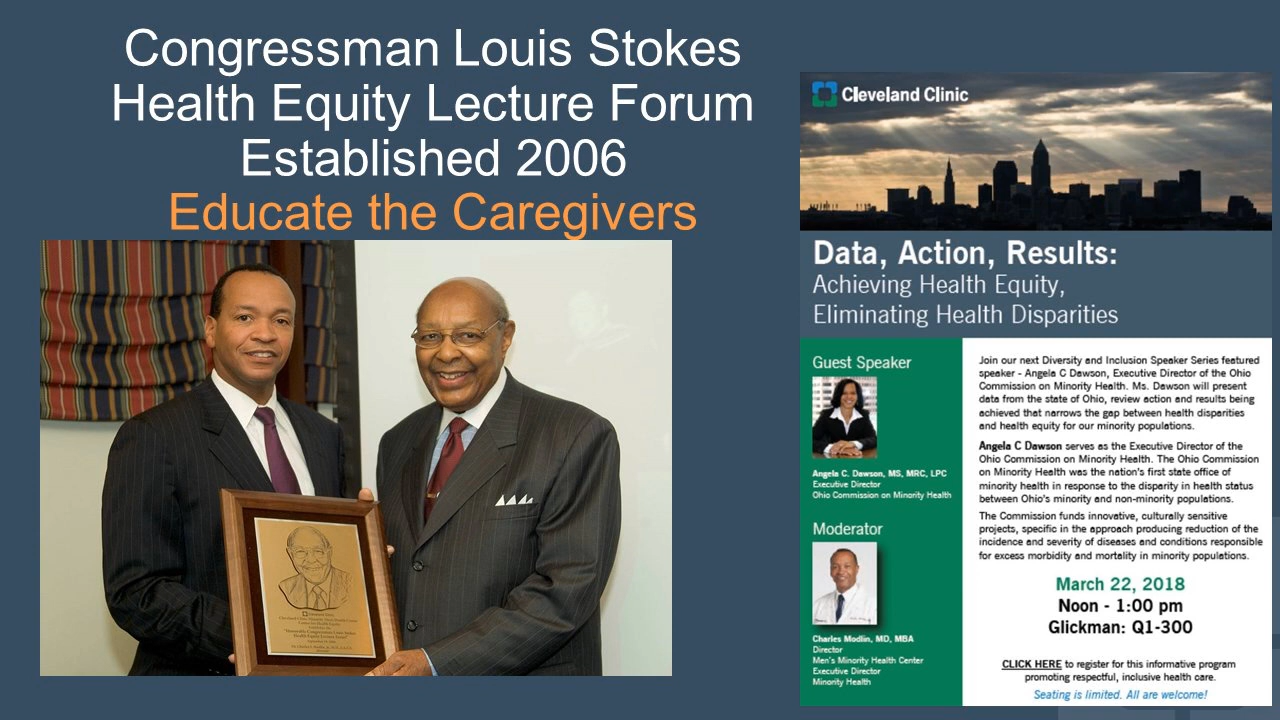 Congressman Louis Stokes
Health Equity Lecture Forum
Established 2006
Educate the Caregivers
Cleveland Clinic
Data, Action, Results:
Achieving Health Equity,
Eliminating Health Disparities
Guest Speaker
Angela C. Dawson, MS, MRC, LPC
Executive Director
Ohio Commission on Minority Health
Moderator
Charles Modlin, MD, MBA
Director
Men's Minority Health Center
Executive Director
Minority Health
Join our next Diversity and Inclusion Speaker Series featured
speaker - Angela C Dawson, Executive Director of the Ohio
Commission on Minority Health. Ms. Dawson will present
data from the state of Ohio, review action and results being
achieved that narrows the gap between health disparities
and health equity for our minority populations.
Angela C Dawson serves as the Executive Director of the
Ohio Commission on Minority Health. The Ohio Commission
on Minority Health was the nation's first state office of
minority health in response to the disparity in health status
between Ohio's minority and non-minority populations.
The Commission funds innovative, culturally sensitive
projects, specific in the approach producing reduction of the
incidence and severity of diseases and conditions responsible
for excess morbidity and mortality in minority populations.
March 22, 2018
Noon - 1:00 pm
Glickman: Q1-300
CLICK HERE to register for this informative program
promoting respectful, inclusive health care.
Seating is limited. All are welcome!